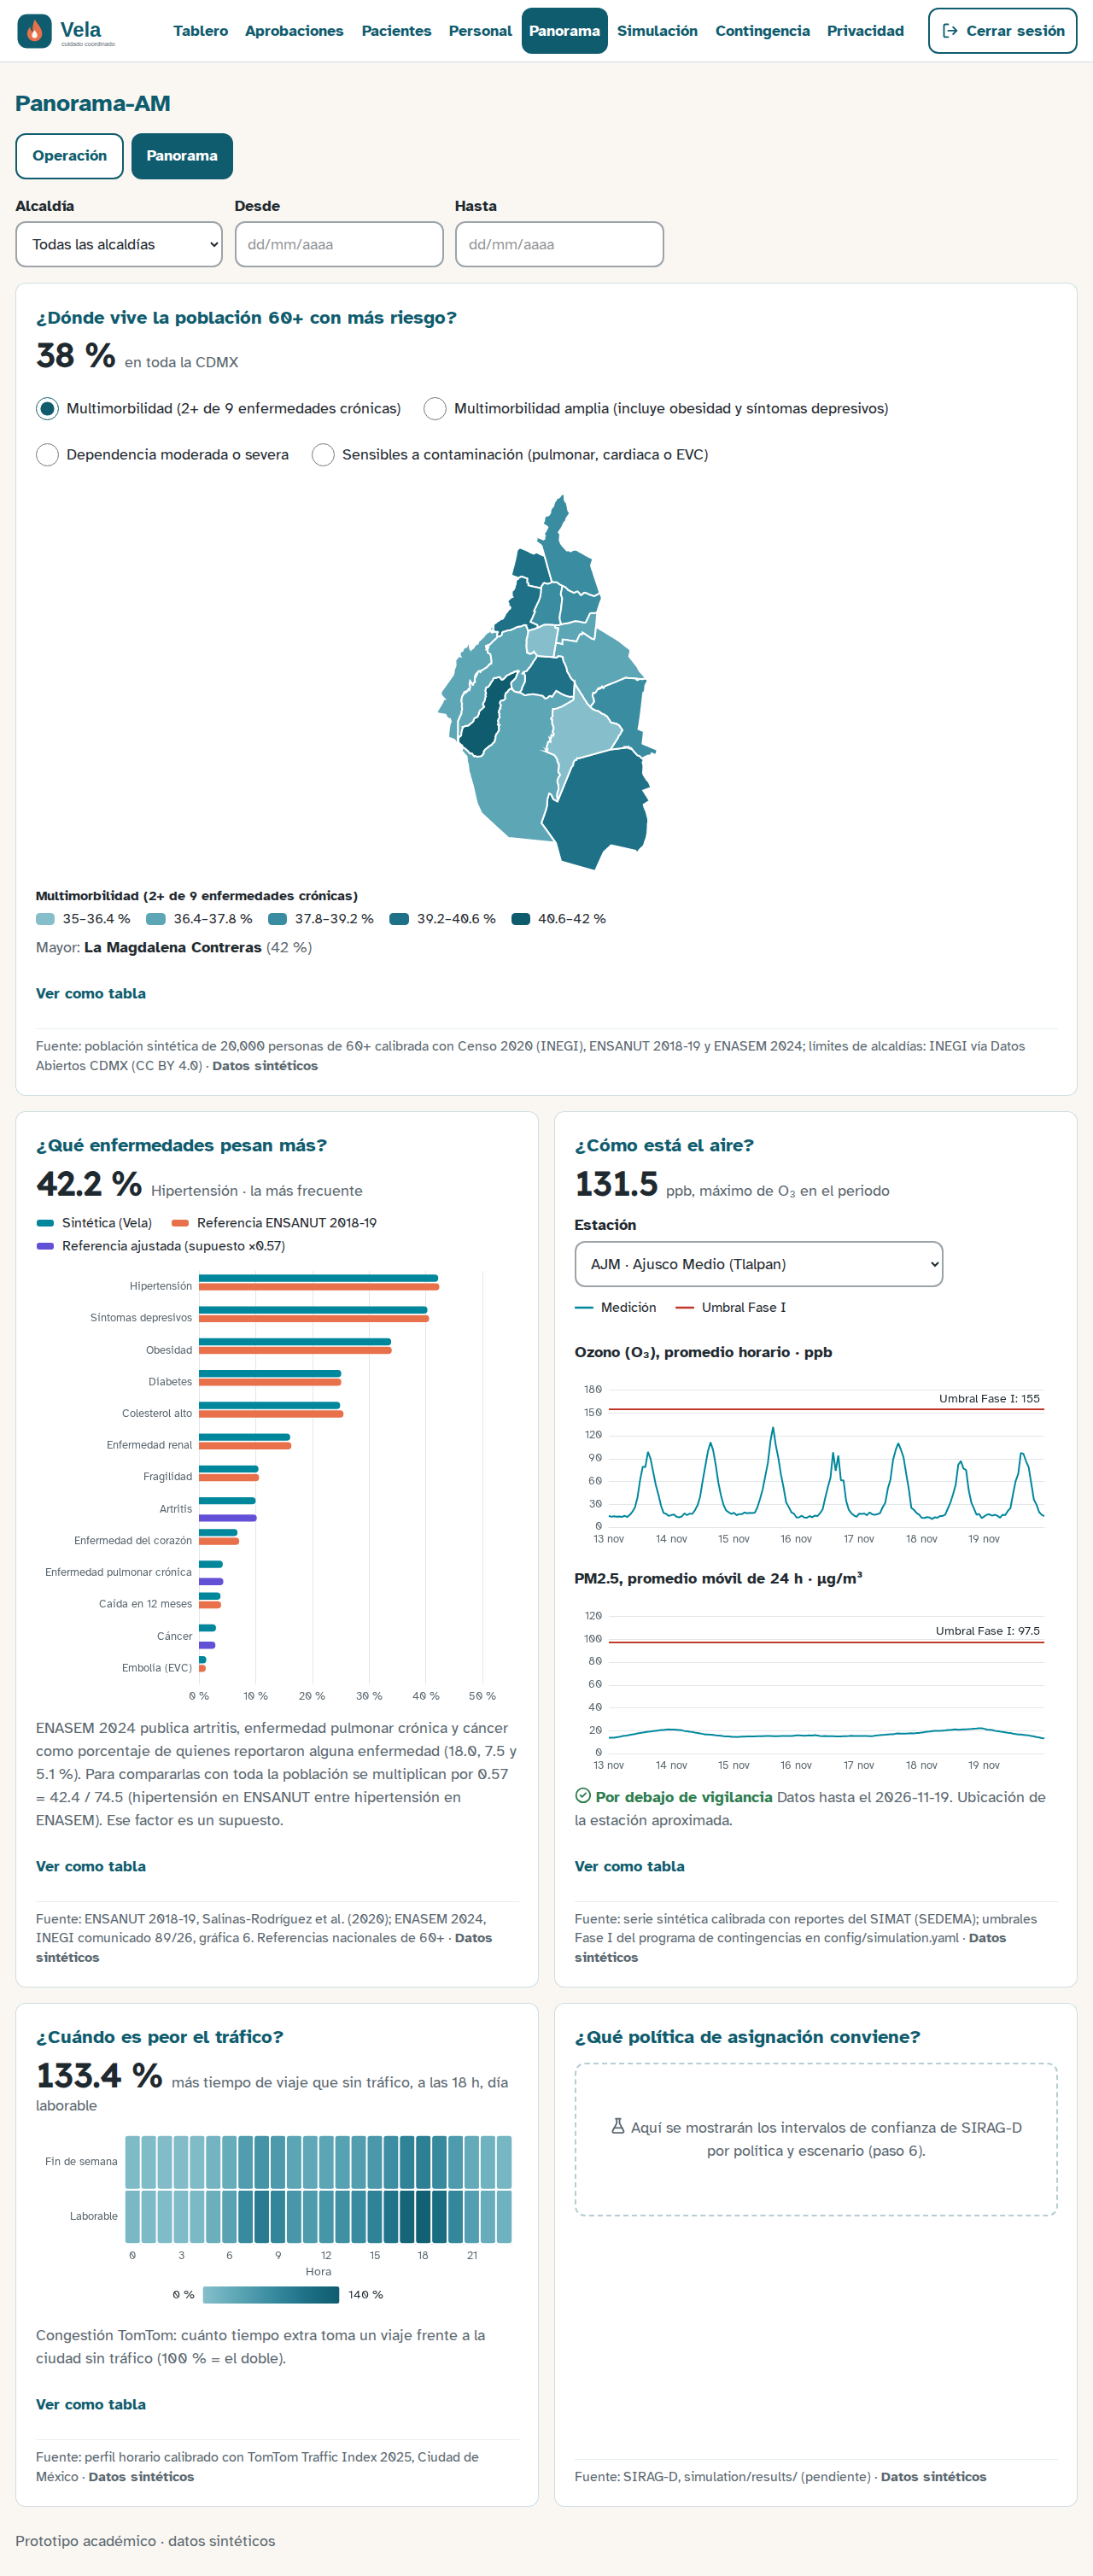 Vela
cuidado coordinado
Tablero
Aprobaciones
Pacientes
Personal
Panorama
Simulación
Contingencia
Privacidad
Cerrar sesión
Panorama-AM
Operación
Panorama
Alcaldía
Desde
Hasta
Todas las alcaldías
dd/mm/aaaa
dd/mm/aaaa
¿Dónde vive la población 60+ con más riesgo?
38 % en toda la CDMX
Multimorbilidad (2+ de 9 enfermedades crónicas)
Multimorbilidad amplia (incluye obesidad y síntomas depresivos)
Dependencia moderada o severa
Sensibles a contaminación (pulmonar, cardiaca o EVC)
Multimorbilidad (2+ de 9 enfermedades crónicas)
35–36.4 %
36.4–37.8 %
37.8–39.2 %
39.2–40.6 %
40.6–42 %
Mayor: La Magdalena Contreras (42 %)
Ver como tabla
Fuente: población sintética de 20,000 personas de 60+ calibrada con Censo 2020 (INEGI), ENSANUT 2018-19 y ENASEM 2024; límites de alcaldías: INEGI vía Datos
Abiertos CDMX (CC BY 4.0) · Datos sintéticos
¿Qué enfermedades pesan más?
42.2 % Hipertensión · la más frecuente
Sintética (Vela)
Referencia ENSANUT 2018-19
Referencia ajustada (supuesto ×0.57)
Hipertensión
Síntomas depresivos
Obesidad
Diabetes
Colesterol alto
Enfermedad renal
Fragilidad
Artritis
Enfermedad del corazón
Enfermedad pulmonar crónica
Caída en 12 meses
Cáncer
Embolia (EVC)
0 %
10 %
20 %
30 %
40 %
50 %
ENASEM 2024 publica artritis, enfermedad pulmonar crónica y cáncer
como porcentaje de quienes reportaron alguna enfermedad (18.0, 7.5 y
5.1 %). Para compararlas con toda la población se multiplican por 0.57
= 42.4 / 74.5 (hipertensión en ENSANUT entre hipertensión en
ENASEM). Ese factor es un supuesto.
Ver como tabla
Fuente: ENSANUT 2018-19, Salinas-Rodríguez et al. (2020); ENASEM 2024,
INEGI comunicado 89/26, gráfica 6. Referencias nacionales de 60+ · Datos
sintéticos
¿Cómo está el aire?
131.5 ppb, máximo de O₃ en el periodo
Estación
AJM · Ajusco Medio (Tlalpan)
Medición
Umbral Fase I
Ozono (O₃), promedio horario · ppb
180
150
120
90
60
30
0
Umbral Fase I: 155
13 nov
14 nov
15 nov
16 nov
17 nov
18 nov
19 nov
PM2.5, promedio móvil de 24 h · µg/m³
120
100
80
60
40
20
0
Umbral Fase I: 97.5
13 nov
14 nov
15 nov
16 nov
17 nov
18 nov
19 nov
Por debajo de vigilancia Datos hasta el 2026-11-19. Ubicación de
la estación aproximada.
Ver como tabla
Fuente: serie sintética calibrada con reportes del SIMAT (SEDEMA); umbrales
Fase I del programa de contingencias en config/simulation.yaml · Datos
sintéticos
¿Cuándo es peor el tráfico?
133.4 % más tiempo de viaje que sin tráfico, a las 18 h, día
laborable
Fin de semana
Laborable
0
3
6
9
12
15
18
21
Hora
0 %
140 %
Congestión TomTom: cuánto tiempo extra toma un viaje frente a la
ciudad sin tráfico (100 % = el doble).
Ver como tabla
Fuente: perfil horario calibrado con TomTom Traffic Index 2025, Ciudad de
México · Datos sintéticos
¿Qué política de asignación conviene?
Aquí se mostrarán los intervalos de confianza de SIRAG-D
por política y escenario (paso 6).
Fuente: SIRAG-D, simulation/results/ (pendiente) · Datos sintéticos
Prototipo académico · datos sintéticos